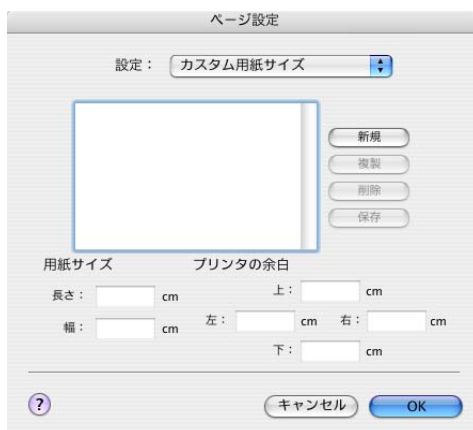 ページ設定
設定： カスタム用紙サイズ
新規
複製
削除
保存
用紙サイズ プリンタの余白
長さ： cm 上： cm
幅： cm 左： cm 右： cm
下： cm
? キャンセル OK